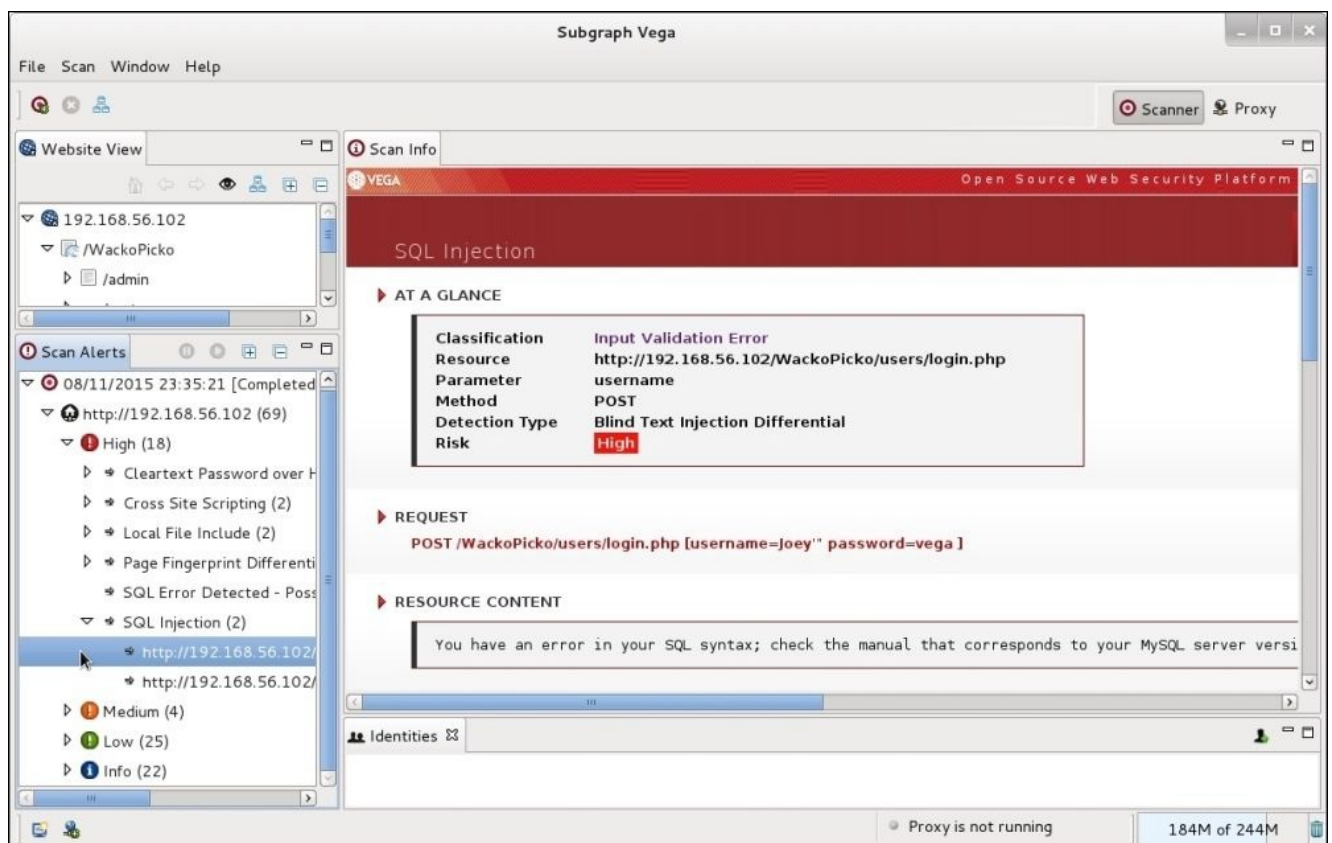 Subgraph Vega
File Scan Window Help
Scanner Proxy
Website View
192.168.56.102
/WackoPicko
/admin
Scan Alerts
08/11/2015 23:35:21 [Completed
http://192.168.56.102 (69)
High (18)
Cleartext Password over H
Cross Site Scripting (2)
Local File Include (2)
Page Fingerprint Differenti
SQL Error Detected - Poss
SQL Injection (2)
http://192.168.56.102/
http://192.168.56.102/
Medium (4)
Low (25)
Info (22)
Scan Info
VEGA Open Source Web Security Platform
SQL Injection
AT A GLANCE
Classification Input Validation Error
Resource http://192.168.56.102/WackoPicko/users/login.php
Parameter username
Method POST
Detection Type Blind Text Injection Differential
Risk High
REQUEST
POST /WackoPicko/users/login.php [username=Joey'" password=vega ]
RESOURCE CONTENT
You have an error in your SQL syntax; check the manual that corresponds to your MySQL server versi
Identities
Proxy is not running
184M of 244M